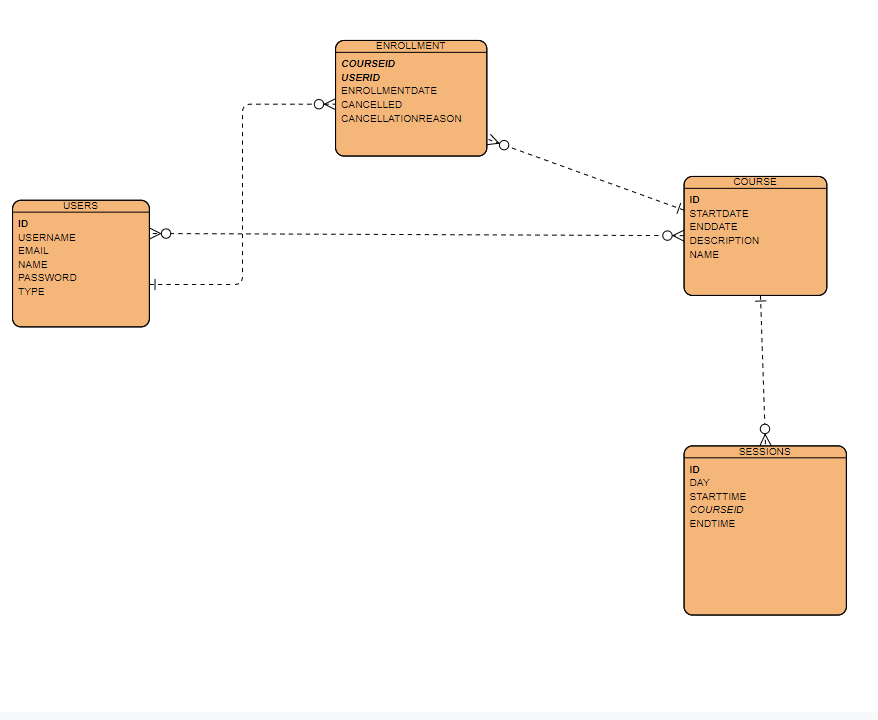 ENROLLMENT
COURSEID
USERID
ENROLLMENTDATE
CANCELLED
CANCELLATIONREASON
USERS
ID
USERNAME
EMAIL
NAME
PASSWORD
TYPE
COURSE
ID
STARTDATE
ENDDATE
DESCRIPTION
NAME
SESSIONS
ID
DAY
STARTTIME
COURSEID
ENDTIME